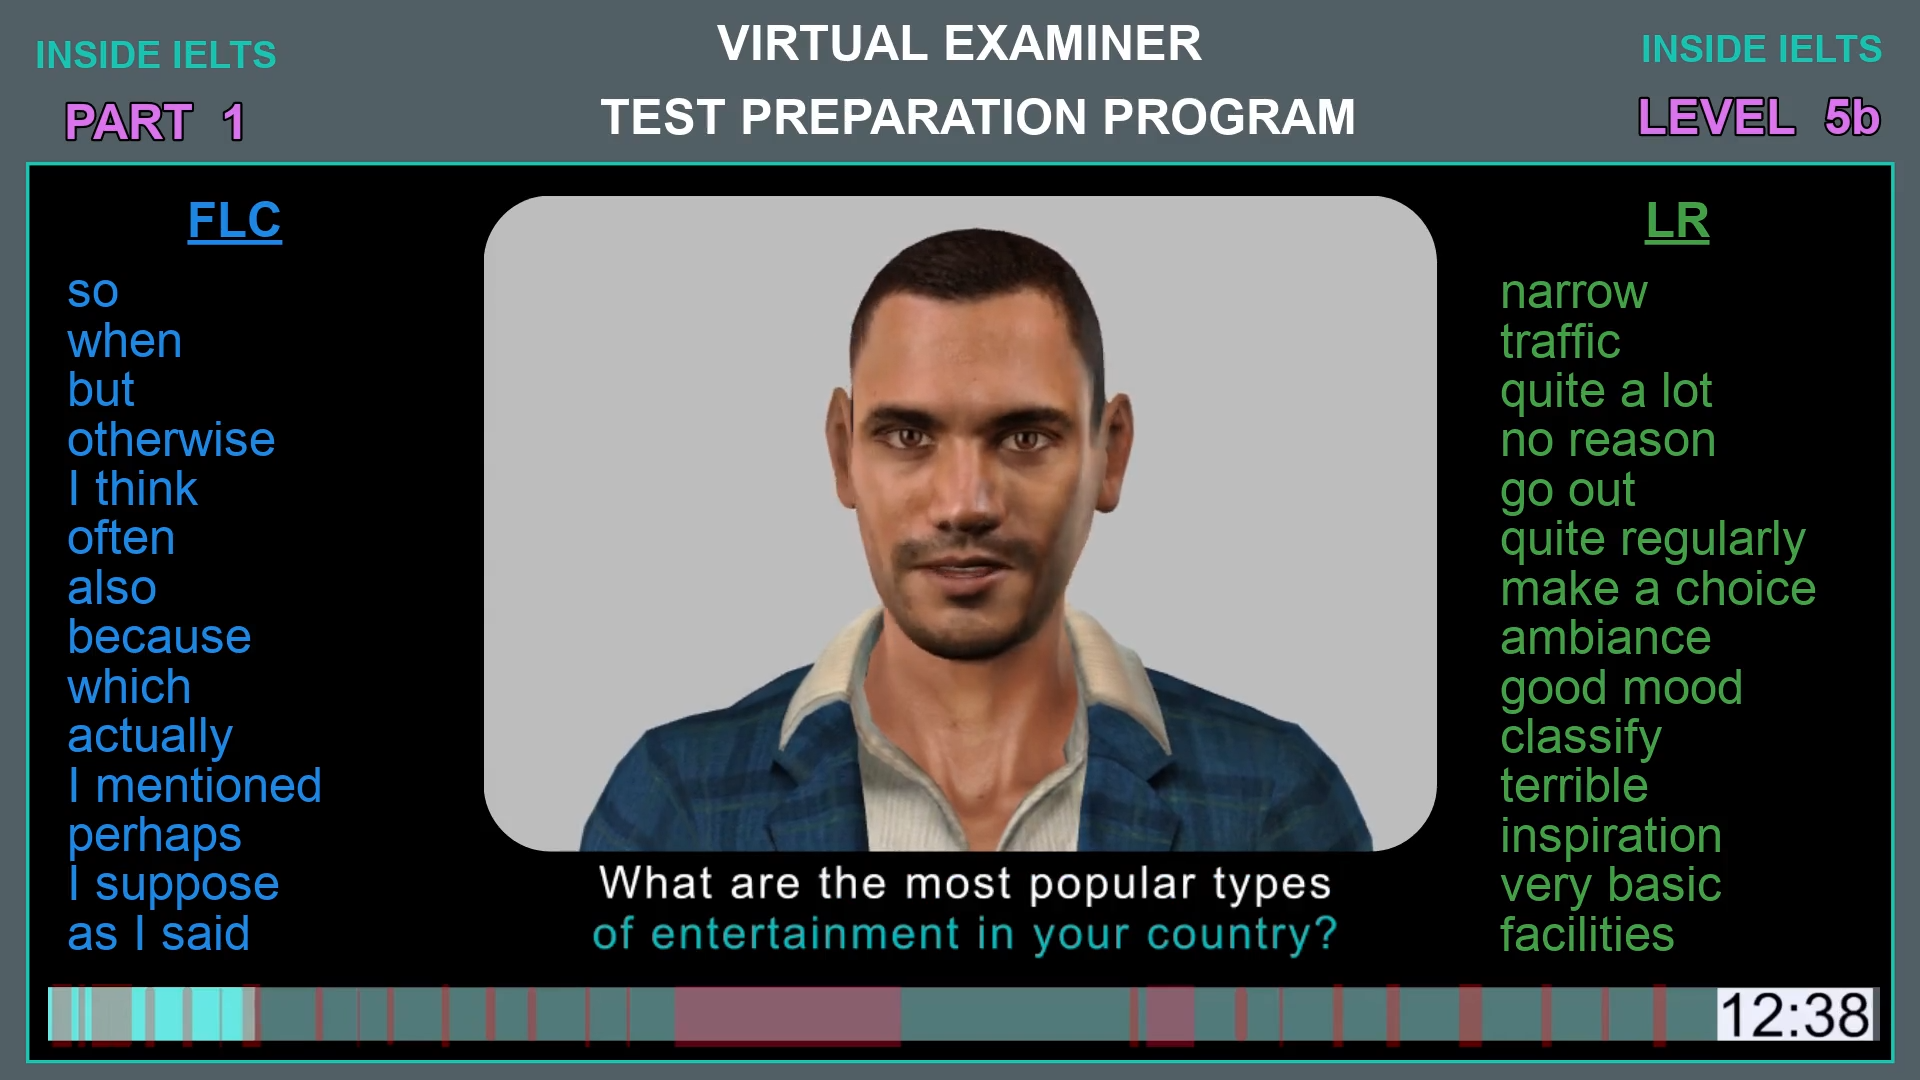 INSIDE IELTS
VIRTUAL EXAMINER
INSIDE IELTS
PART 1
TEST PREPARATION PROGRAM
LEVEL 5b
FLC
so
when
but
otherwise
I think
often
also
because
which
actually
I mentioned
perhaps
I suppose
as I said
LR
narrow
traffic
quite a lot
no reason
go out
quite regularly
make a choice
ambiance
good mood
classify
terrible
inspiration
very basic
facilities
What are the most popular types
of entertainment in your country?
12:38